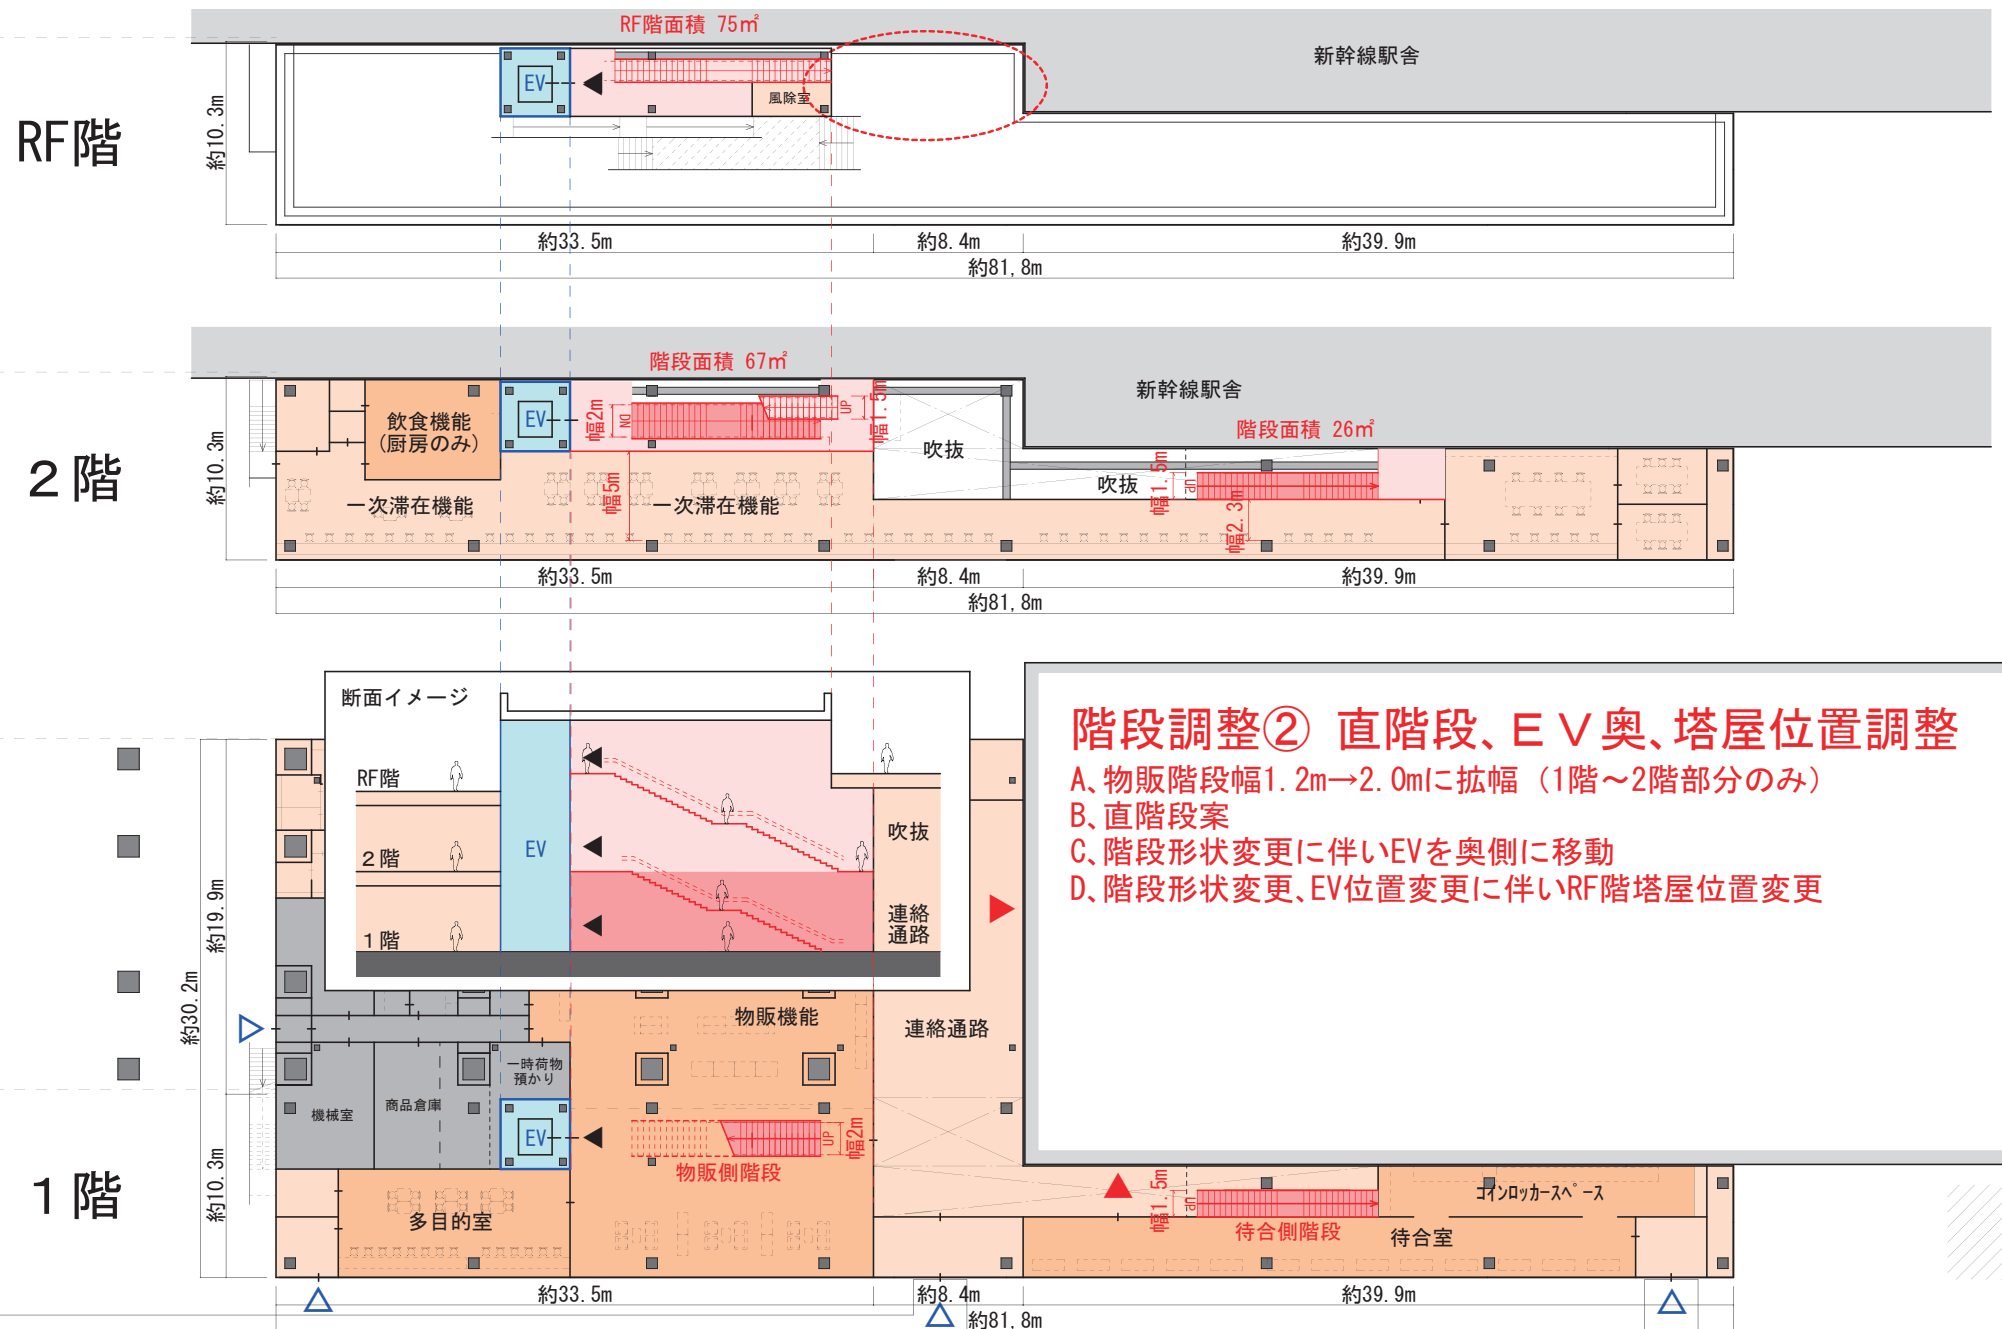 RF階面積 75㎡
新幹線駅舎
EV
風除室
RF階
約10.3m
約33.5m
約8.4m
約39.9m
約81,8m
階段面積 67㎡
新幹線駅舎
階段面積 26㎡
飲食機能
(厨房のみ)
EV
幅2m
DN
UP
幅1.5m
吹抜
吹抜
幅1.5m
UP
2階
約10.3m
一次滞在機能
幅5m
一次滞在機能
幅2.3m
約33.5m
約8.4m
約39.9m
約81,8m
断面イメージ
RF階
2階
1階
EV
吹抜
連絡
通路
階段調整② 直階段、EV奥、塔屋位置調整
A、物販階段幅1.2m→2.0mに拡幅（1階～2階部分のみ）
B、直階段案
C、階段形状変更に伴いEVを奥側に移動
D、階段形状変更、EV位置変更に伴いRF階塔屋位置変更
約19.9m
約30.2m
約10.3m
1階
物販機能
連絡通路
一時荷物
預かり
機械室
商品倉庫
EV
UP
幅2m
物販側階段
多目的室
幅1.5m
UP
待合側階段
コインロッカースペース
待合室
約33.5m
約8.4m
約39.9m
約81,8m